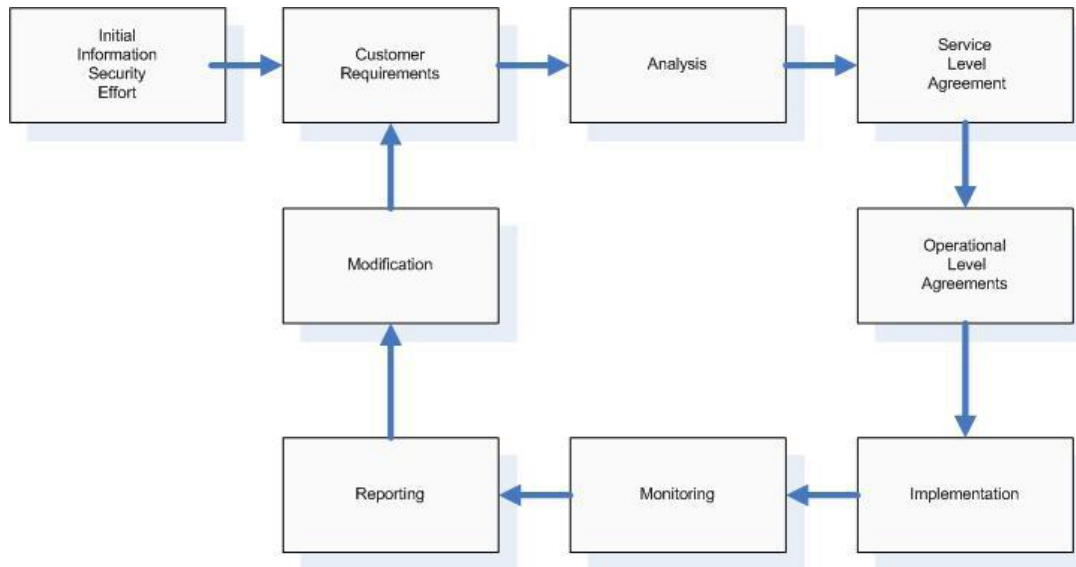 Initial
Information
Security
Effort
Customer
Requirements
Analysis
Service
Level
Agreement
Modification
Operational
Level
Agreements
Reporting
Monitoring
Implementation